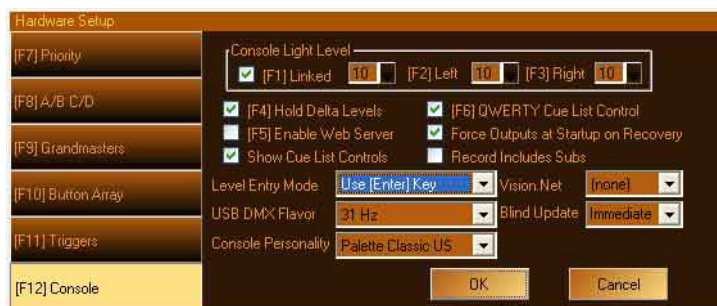 Hardware Setup
[F7] Priority
[F8] A/B C/D
[F9] Grandmasters
[F10] Button Array
[F11] Triggers
[F12] Console
Console Light Level
[F1] Linked 10 [F2] Left 10 [F3] Right 10
[F4] Hold Delta Levels [F6] QWERTY Cue List Control
[F5] Enable Web Server Force Outputs at Startup on Recovery
Show Cue List Controls Record Includes Subs
Level Entry Mode Use [Enter] Key Vision.Net (none)
USB DMX Flavor 31 Hz Blind Update Immediate
Console Personality Palette Classic US
OK Cancel